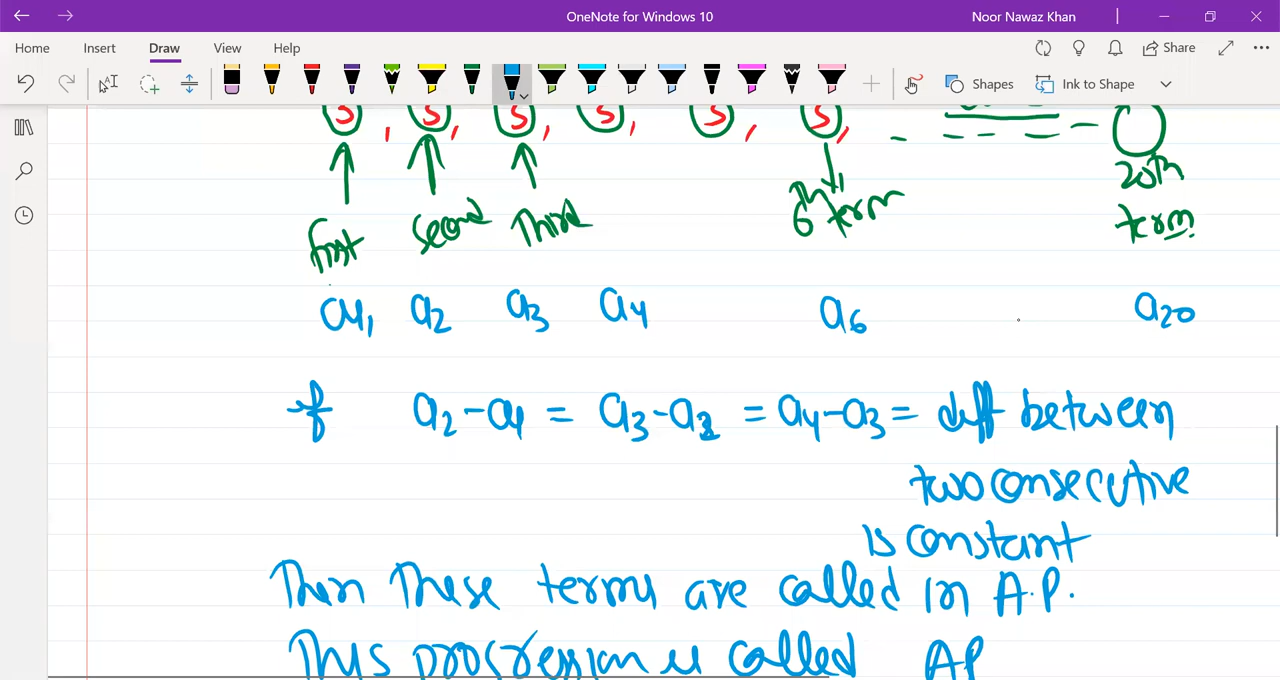 OneNote for Windows 10
Noor Nawaz Khan
Home Insert Draw View Help
Share
Shapes
Ink to Shape
5, 5, 5, 5, 5, 5,
first second Third 6th term 20th term
a1, a2 a3 a4 a6 a20
if a2 - a1 = a3 - a2 = a4 - a3 = diff between
two consecutive
is constant
Then These terms are called in A.P.
This progression is called AP